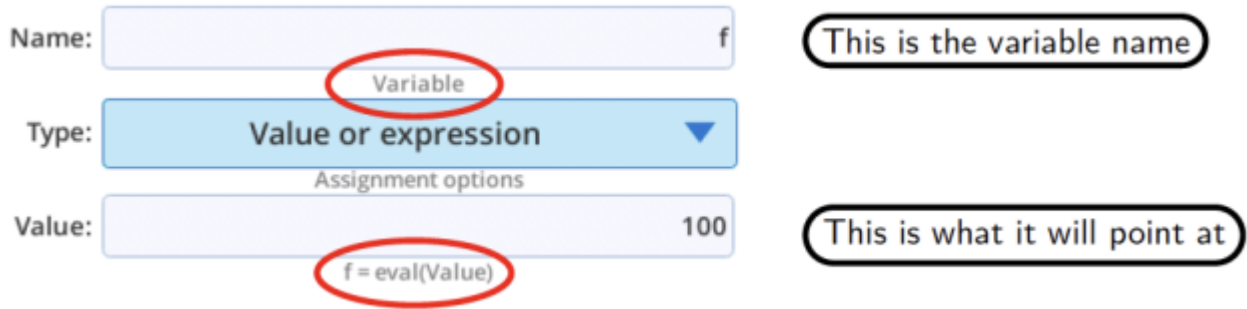 Name: f This is the variable name
Variable
Type: Value or expression
Assignment options
Value: 100 This is what it will point at
f = eval(Value)